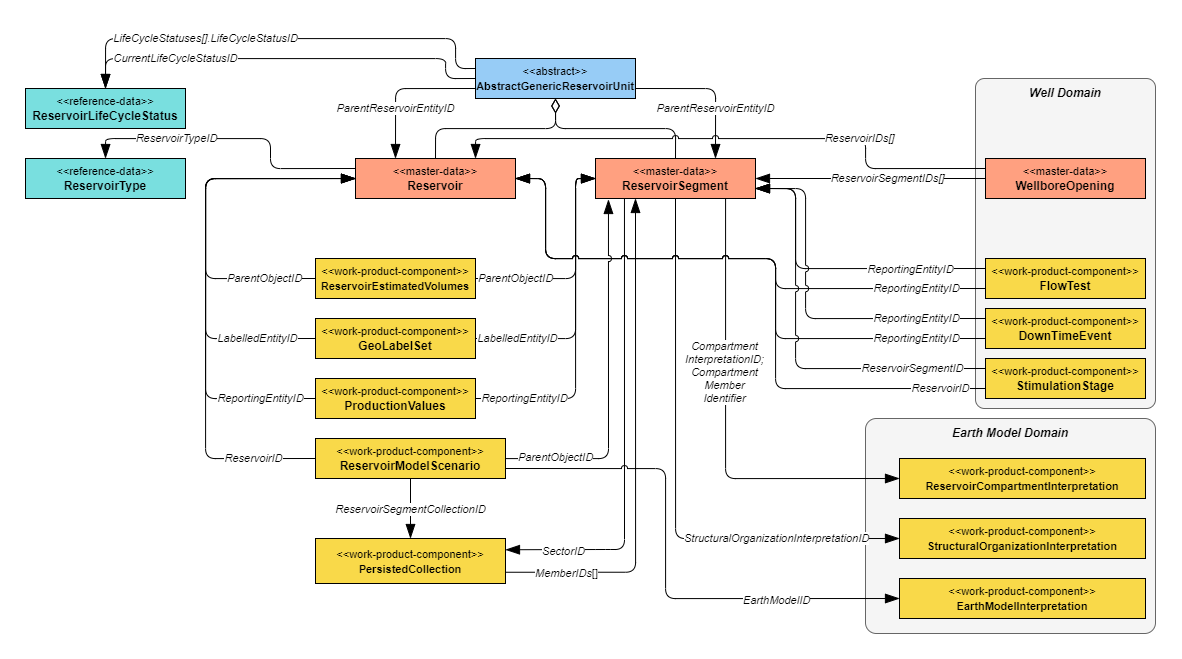 LifeCycleStatuses[].LifeCycleStatusID
CurrentLifeCycleStatusID
<<abstract>>
AbstractGenericReservoirUnit
<<reference-data>>
ReservoirLifeCycleStatus
ParentReservoirEntityID
ParentReservoirEntityID
Well Domain
ReservoirTypeID
ReservoirIDs[]
<<reference-data>>
ReservoirType
<<master-data>>
Reservoir
<<master-data>>
ReservoirSegment
ReservoirSegmentIDs[]
<<master-data>>
WellboreOpening
ParentObjectID
<<work-product-component>>
ReservoirEstimatedVolumes
ParentObjectID
ReportingEntityID
ReportingEntityID
<<work-product-component>>
FlowTest
LabelledEntityID
<<work-product-component>>
GeoLabelSet
LabelledEntityID
ReportingEntityID
ReportingEntityID
<<work-product-component>>
DownTimeEvent
Compartment
InterpretationID;
Compartment
Member
Identifier
ReservoirSegmentID
ReservoirID
<<work-product-component>>
StimulationStage
ReportingEntityID
<<work-product-component>>
ProductionValues
ReportingEntityID
Earth Model Domain
ReservoirID
<<work-product-component>>
ReservoirModelScenario
ParentObjectID
<<work-product-component>>
ReservoirCompartmentInterpretation
ReservoirSegmentCollectionID
StructuralOrganizationInterpretationID
<<work-product-component>>
StructuralOrganizationInterpretation
<<work-product-component>>
PersistedCollection
SectorID
MemberIDs[]
EarthModelID
<<work-product-component>>
EarthModelInterpretation